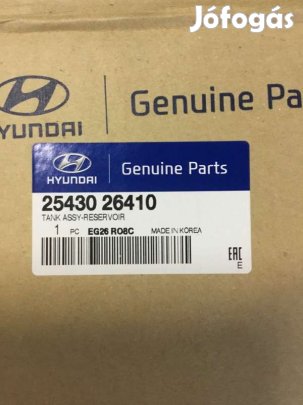 Jófogás
HYUNDAI
Genuine Pa
HYUNDAI
Genuine Parts
25430 26410
TANK ASSY-RESERVOIR
1 PC EG26 RO8C MADE IN KOREA
EAC
E